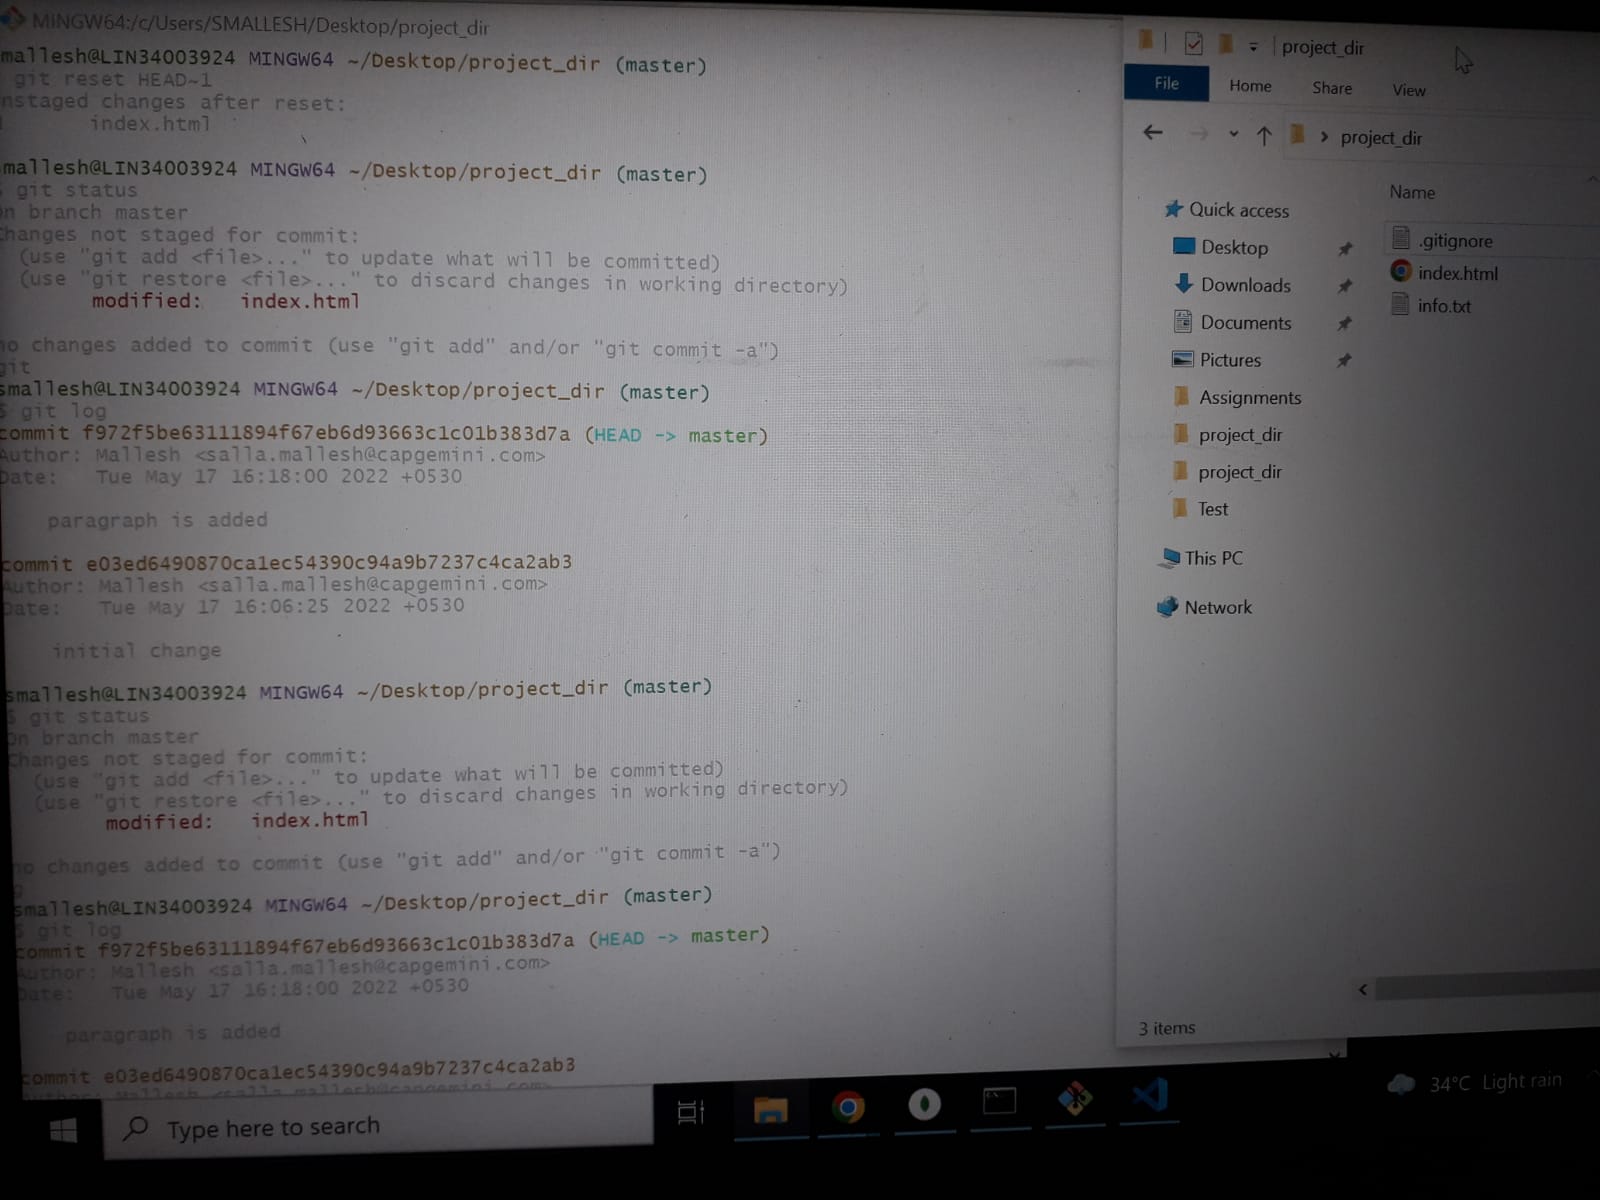 MINGW64:/c/Users/SMALLESH/Desktop/project_dir
mallesh@LIN34003924 MINGW64 ~/Desktop/project_dir (master)
git reset HEAD~1
nstaged changes after reset:
index.html
smallesh@LIN34003924 MINGW64 ~/Desktop/project_dir (master)
$ git status
On branch master
Changes not staged for commit:
(use "git add <file>..." to update what will be committed)
(use "git restore <file>..." to discard changes in working directory)
modified: index.html
no changes added to commit (use "git add" and/or "git commit -a")
git
smallesh@LIN34003924 MINGW64 ~/Desktop/project_dir (master)
$ git log
commit f972f5be63111894f67eb6d93663c1c01b383d7a (HEAD -> master)
Author: Mallesh <salla.mallesh@capgemini.com>
Date: Tue May 17 16:18:00 2022 +0530
paragraph is added
commit e03ed6490870ca1ec54390c94a9b7237c4ca2ab3
Author: Mallesh <salla.mallesh@capgemini.com>
Date: Tue May 17 16:06:25 2022 +0530
initial change
smallesh@LIN34003924 MINGW64 ~/Desktop/project_dir (master)
$ git status
On branch master
Changes not staged for commit:
(use "git add <file>..." to update what will be committed)
(use "git restore <file>..." to discard changes in working directory)
modified: index.html
no changes added to commit (use "git add" and/or "git commit -a")
g
smallesh@LIN34003924 MINGW64 ~/Desktop/project_dir (master)
$ git log
commit f972f5be63111894f67eb6d93663c1c01b383d7a (HEAD -> master)
Author: Mallesh <salla.mallesh@capgemini.com>
Date: Tue May 17 16:18:00 2022 +0530
paragraph is added
commit e03ed6490870ca1ec54390c94a9b7237c4ca2ab3
Author: Mallesh <salla.mallesh@capgemini.com>
project_dir
File Home Share View
project_dir
Name
Quick access
Desktop
Downloads
Documents
Pictures
Assignments
project_dir
project_dir
Test
This PC
Network
.gitignore
index.html
info.txt
3 items
Type here to search
34°C Light rain